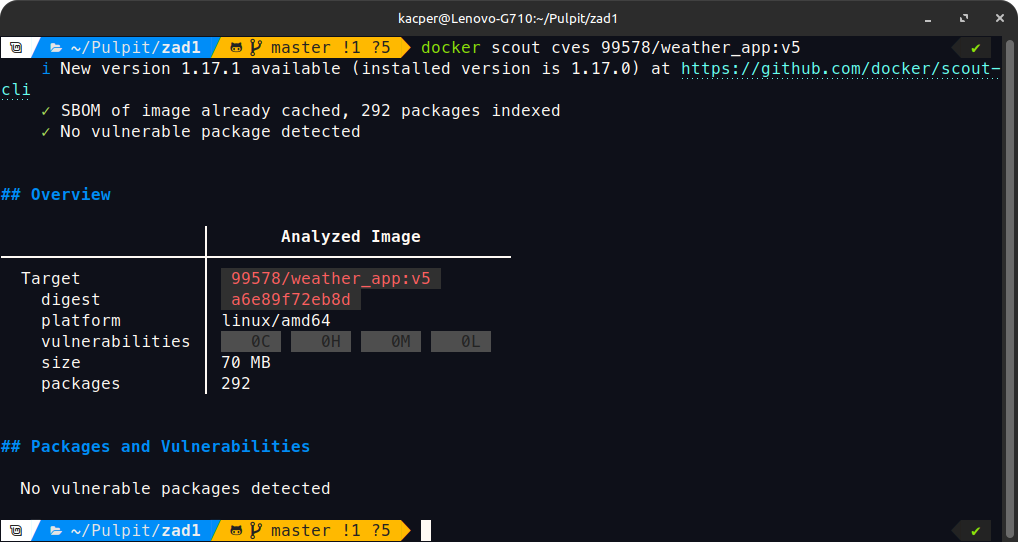 kacper@Lenovo-G710:~/Pulpit/zad1
~/Pulpit/zad1 master !1 ?5 docker scout cves 99578/weather_app:v5 ✔
i New version 1.17.1 available (installed version is 1.17.0) at https://github.com/docker/scout-
cli
✓ SBOM of image already cached, 292 packages indexed
✓ No vulnerable package detected
## Overview
Analyzed Image
Target 99578/weather_app:v5
digest a6e89f72eb8d
platform linux/amd64
vulnerabilities 0C 0H 0M 0L
size 70 MB
packages 292
## Packages and Vulnerabilities
No vulnerable packages detected
~/Pulpit/zad1 master !1 ?5 ✔